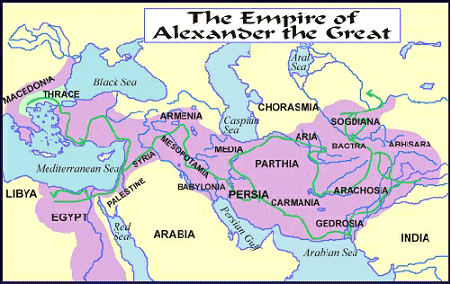 The Empire of
Alexander the Great
Black Sea
Aral
Sea
MACEDONIA
THRACE
CHORASMIA
Caspian
Sea
ARMENIA
SOGDIANA
ARIA
BACTRA
ABHISARA
MEDIA
MESOPOTAMIA
SYRIA
Mediterranean Sea
PARTHIA
BABYLONIA
ARACHOSIA
LIBYA
PALESTINE
PERSIA
CARMANIA
EGYPT
GEDROSIA
Red
Sea
ARABIA
Persian Gulf
INDIA
Arabian Sea